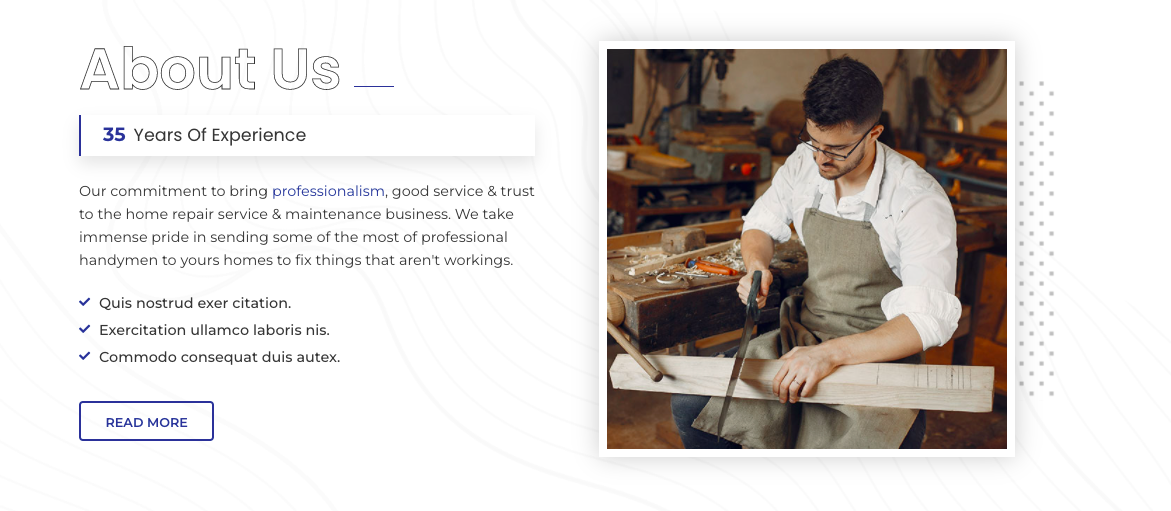 About Us
35 Years Of Experience
Our commitment to bring professionalism, good service & trust
to the home repair service & maintenance business. We take
immense pride in sending some of the most of professional
handymen to yours homes to fix things that aren't workings.
Quis nostrud exer citation.
Exercitation ullamco laboris nis.
Commodo consequat duis autex.
READ MORE